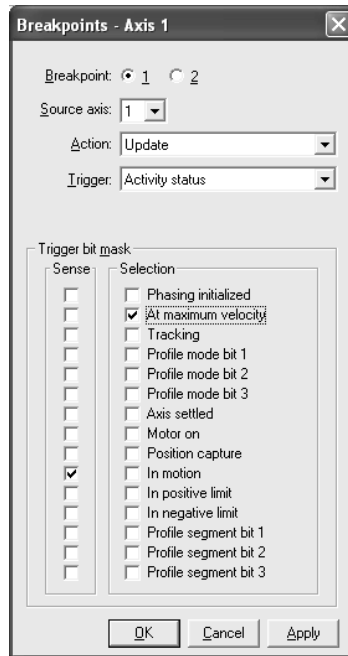 Breakpoints - Axis 1
Breakpoint: 1 2
Source axis: 1
Action: Update
Trigger: Activity status
Trigger bit mask
Sense Selection
Phasing initialized
At maximum velocity
Tracking
Profile mode bit 1
Profile mode bit 2
Profile mode bit 3
Axis settled
Motor on
Position capture
In motion
In positive limit
In negative limit
Profile segment bit 1
Profile segment bit 2
Profile segment bit 3
OK Cancel Apply